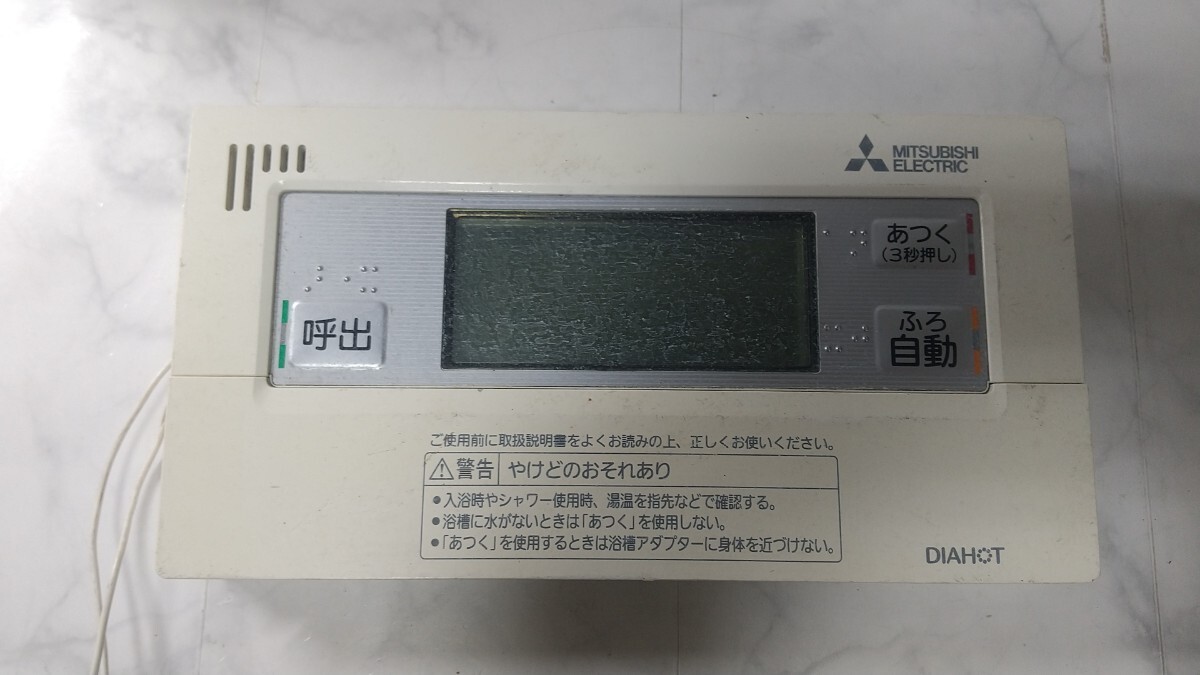 MITSUBISHI
ELECTRIC
あつく
(3秒押し)
呼出
ふろ
自動
ご使用前に取扱説明書をよくお読みの上、正しくお使いください。
警告 やけどのおそれあり
●入浴時やシャワー使用時、湯温を指先などで確認する。
●浴槽に水がないときは「あつく」を使用しない。
●「あつく」を使用するときは浴槽アダプターに身体を近づけない。
DIAHOT